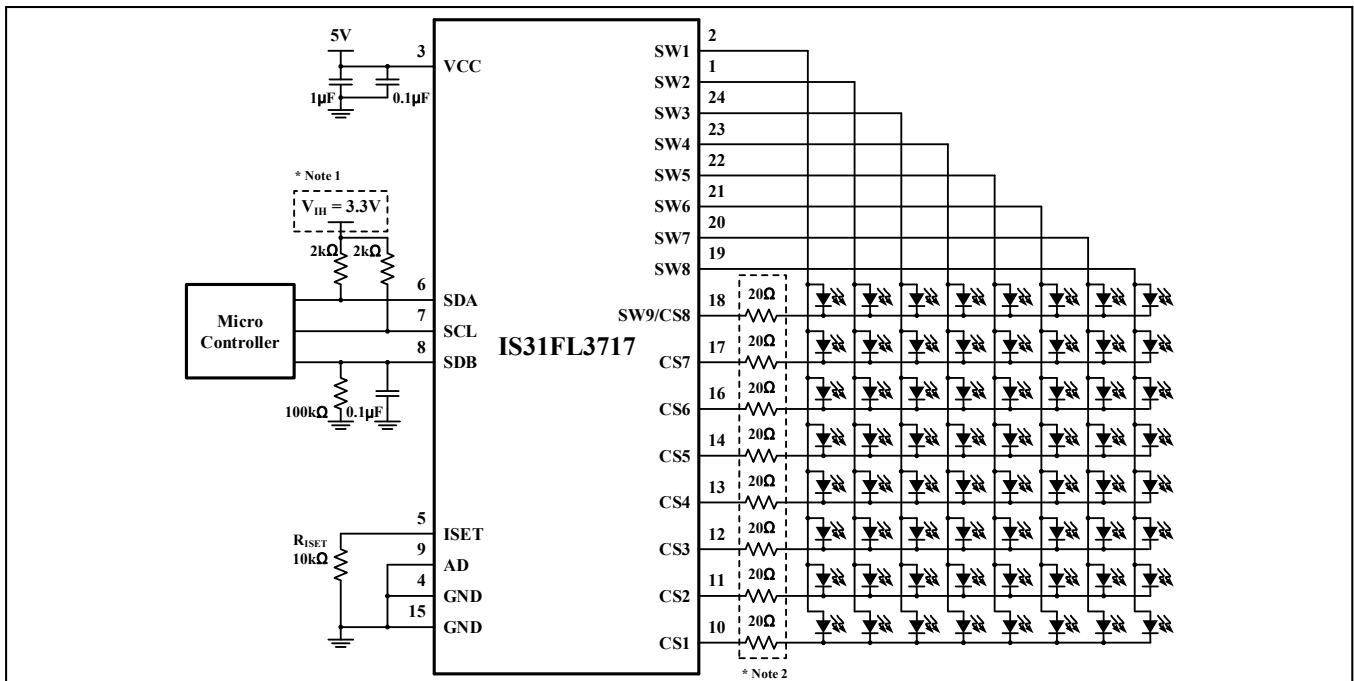 5V
3
VCC
1µF
0.1µF
* Note 1
VIH = 3.3V
2kΩ
2kΩ
Micro
Controller
6
SDA
7
SCL
8
SDB
100kΩ
0.1µF
IS31FL3717
5
ISET
RISET
10kΩ
9
AD
4
GND
15
GND
2
SW1
1
SW2
24
SW3
23
SW4
22
SW5
21
SW6
20
SW7
19
SW8
18
SW9/CS8
20Ω
17
CS7
20Ω
16
CS6
20Ω
14
CS5
20Ω
13
CS4
20Ω
12
CS3
20Ω
11
CS2
20Ω
10
CS1
20Ω
* Note 2